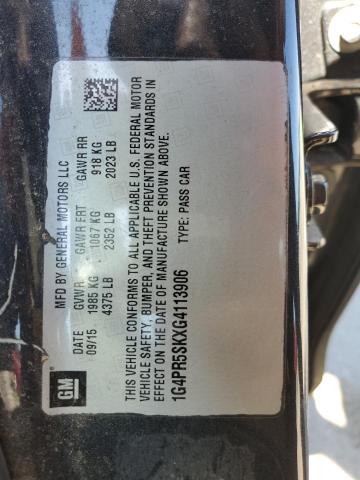 MFD BY GENERAL MOTORS LLC
DATE GVWR GAWR FRT GAWR RR
09/15 1985 KG 1067 KG 918 KG
4375 LB 2352 LB 2023 LB
THIS VEHICLE CONFORMS TO ALL APPLICABLE U.S. FEDERAL MOTOR
VEHICLE SAFETY, BUMPER, AND THEFT PREVENTION STANDARDS IN
EFFECT ON THE DATE OF MANUFACTURE SHOWN ABOVE.
1G4PR5SKXG4113906 TYPE: PASS CAR
GM